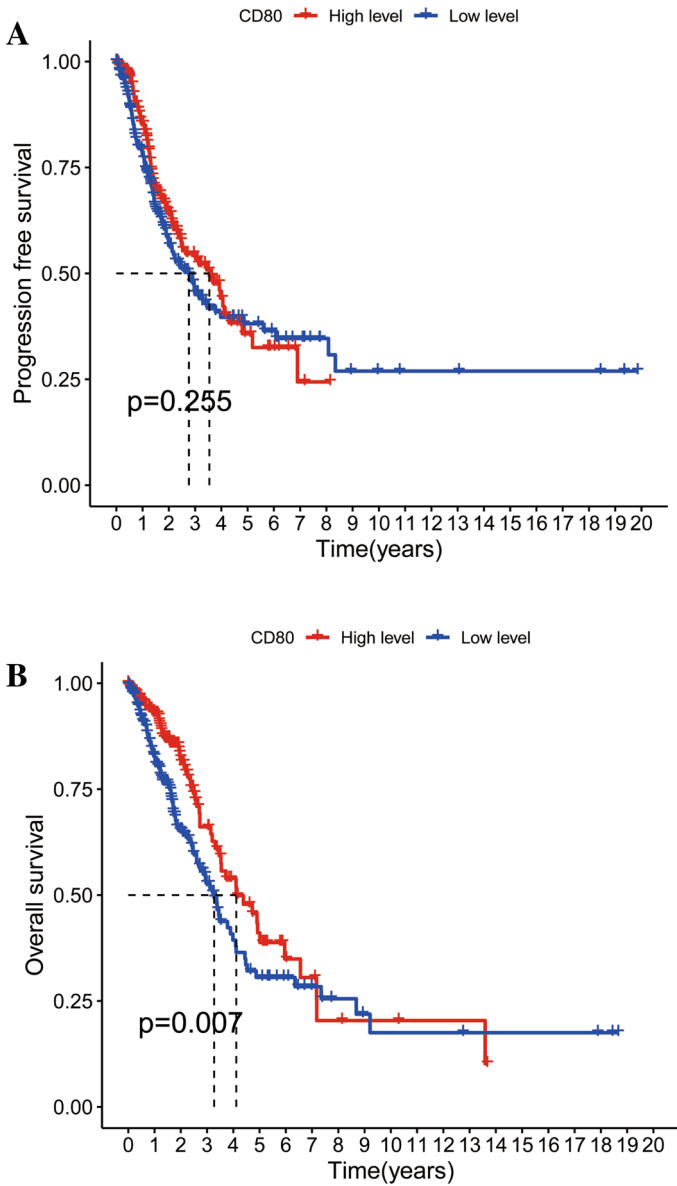 A
CD80 High level Low level
Progression free survival
1.00
0.75
0.50
0.25
0.00
p=0.255
0 1 2 3 4 5 6 7 8 9 10 11 12 13 14 15 16 17 18 19 20
Time(years)
B
CD80 High level Low level
Overall survival
1.00
0.75
0.50
0.25
0.00
p=0.007
0 1 2 3 4 5 6 7 8 9 10 11 12 13 14 15 16 17 18 19 20
Time(years)